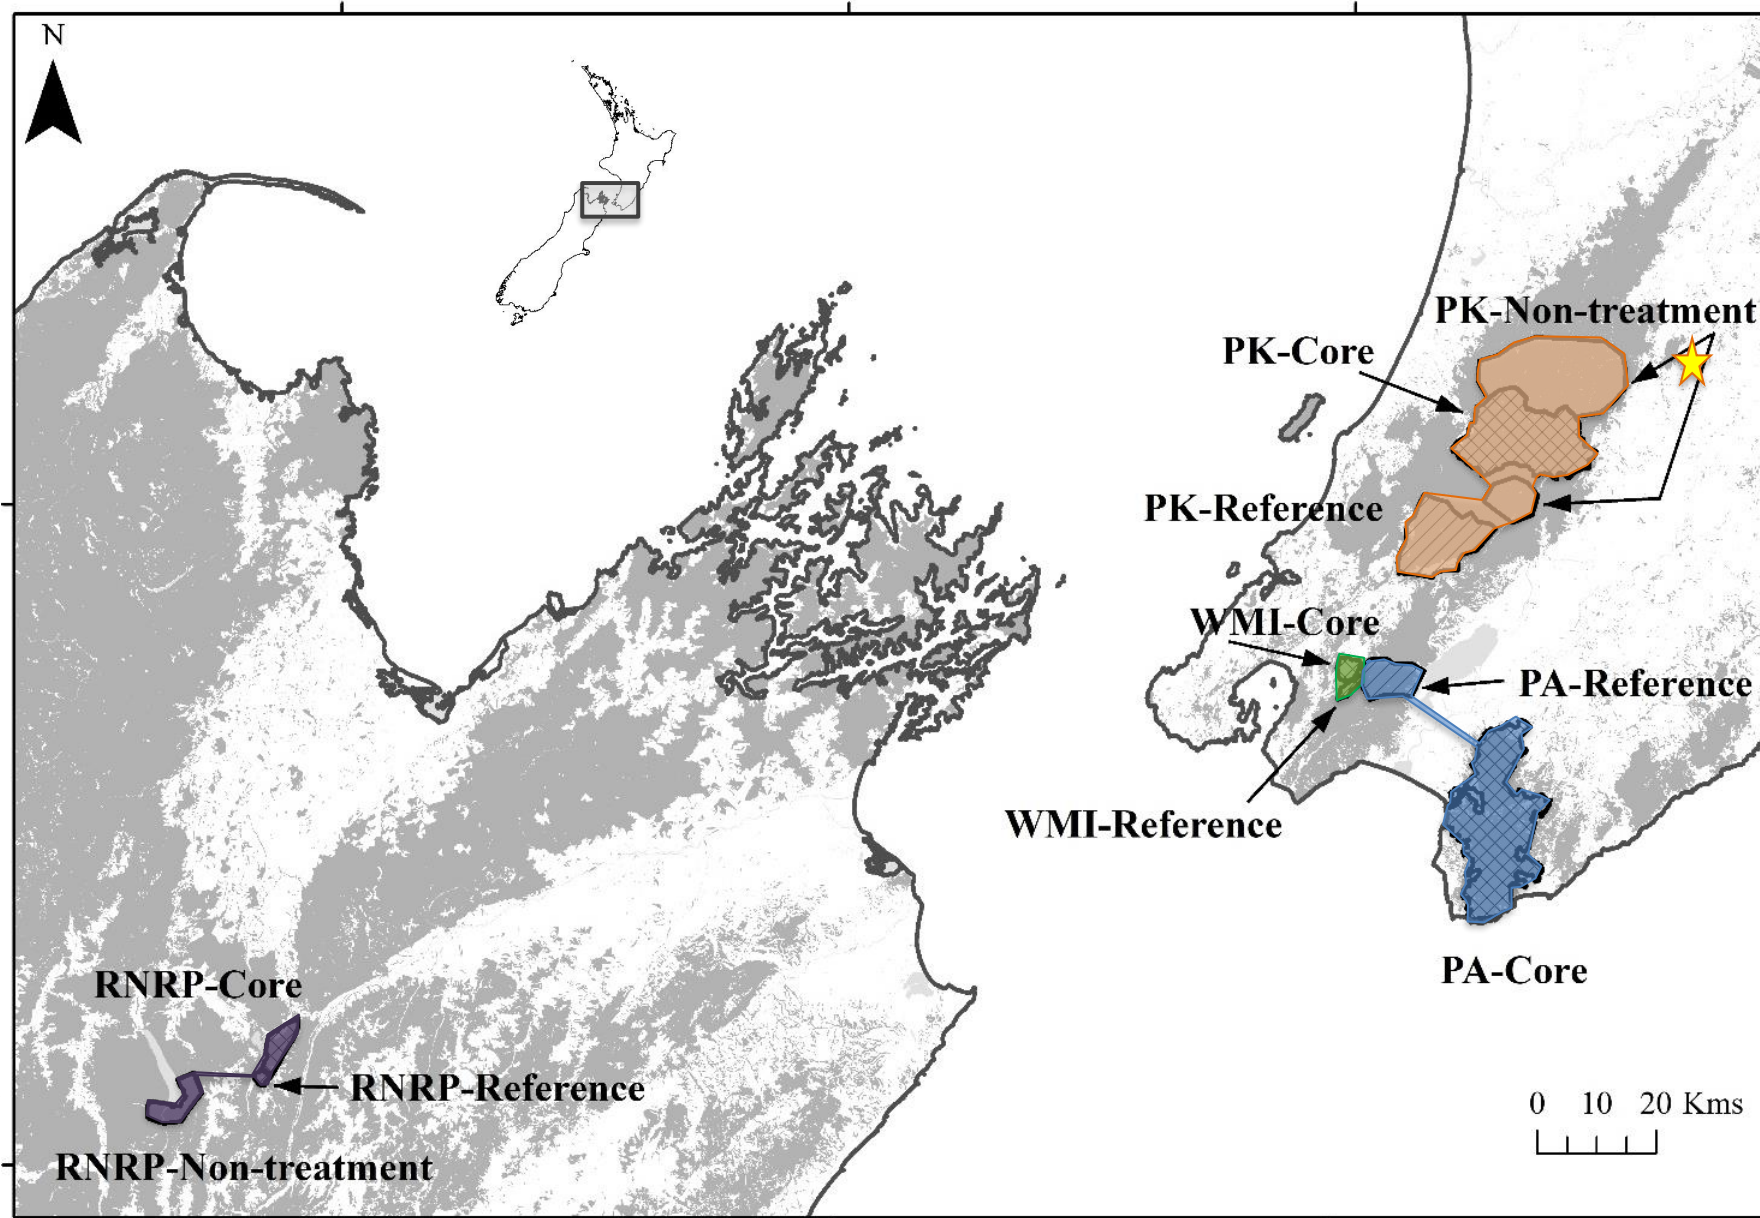 N
PK-Non-treatment
PK-Core
PK-Reference
WMI-Core
PA-Reference
WMI-Reference
PA-Core
RNRP-Core
RNRP-Reference
RNRP-Non-treatment
0 10 20 Kms